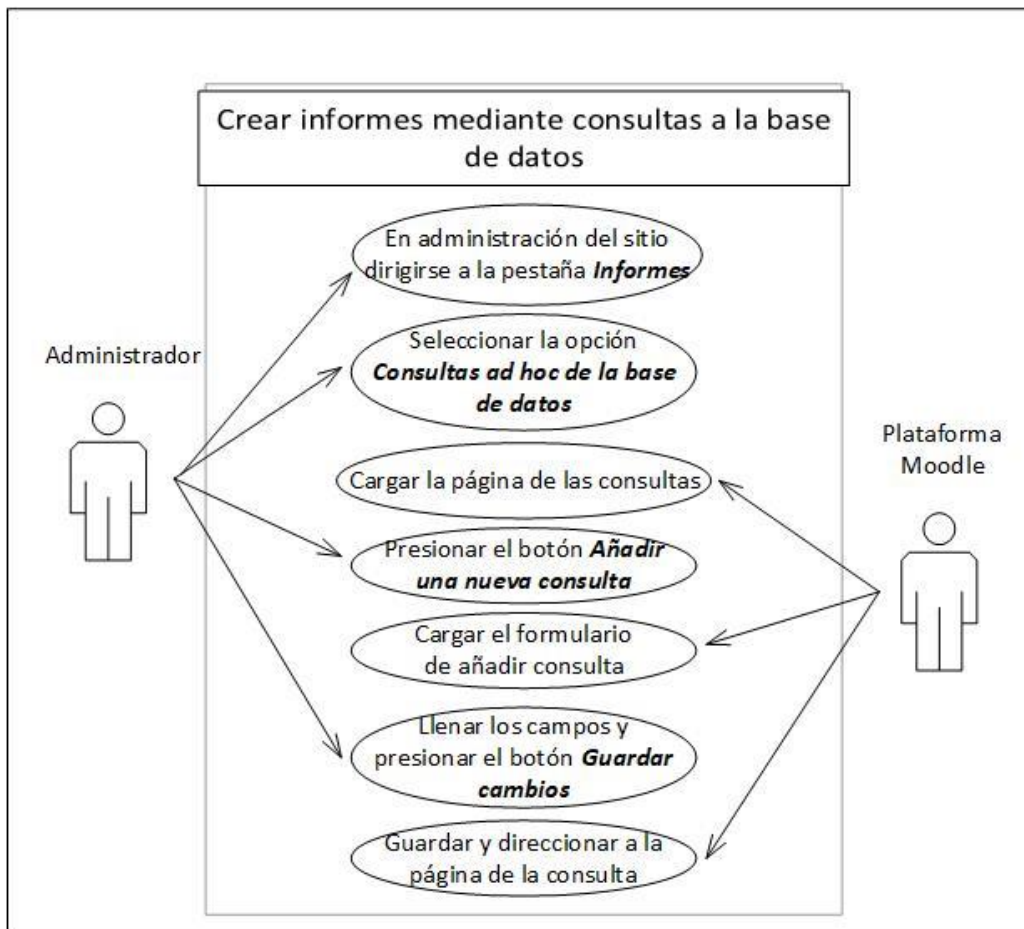 Crear informes mediante consultas a la base
de datos
En administración del sitio
dirigirse a la pestaña Informes
Administrador
Seleccionar la opción
Consultas ad hoc de la base
de datos
Plataforma
Moodle
Cargar la página de las consultas
Presionar el botón Añadir
una nueva consulta
Cargar el formulario
de añadir consulta
Llenar los campos y
presionar el botón Guardar
cambios
Guardar y direccionar a la
página de la consulta